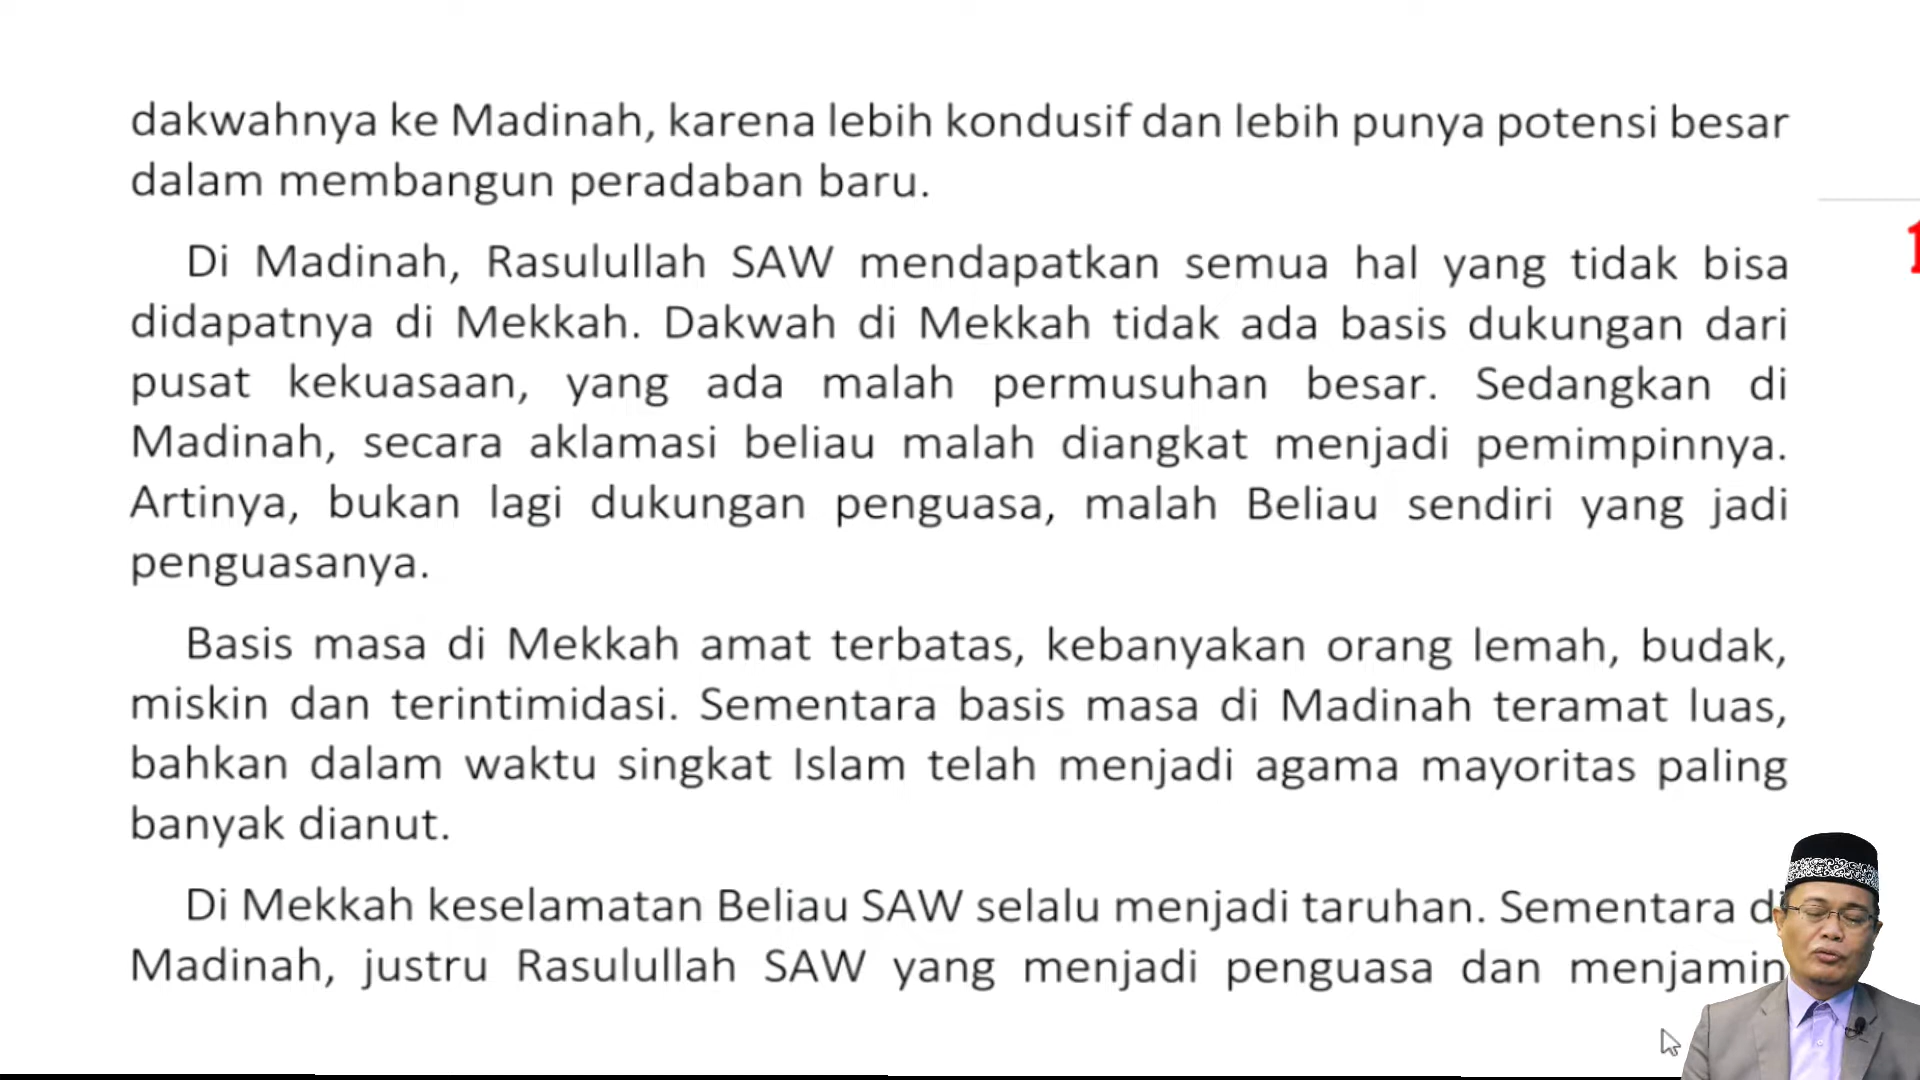 dakwahnya ke Madinah, karena lebih kondusif dan lebih punya potensi besar
dalam membangun peradaban baru.
Di Madinah, Rasulullah SAW mendapatkan semua hal yang tidak bisa
didapatnya di Mekkah. Dakwah di Mekkah tidak ada basis dukungan dari
pusat kekuasaan, yang ada malah permusuhan besar. Sedangkan di
Madinah, secara aklamasi beliau malah diangkat menjadi pemimpinnya.
Artinya, bukan lagi dukungan penguasa, malah Beliau sendiri yang jadi
penguasanya.
Basis masa di Mekkah amat terbatas, kebanyakan orang lemah, budak,
miskin dan terintimidasi. Sementara basis masa di Madinah teramat luas,
bahkan dalam waktu singkat Islam telah menjadi agama mayoritas paling
banyak dianut.
Di Mekkah keselamatan Beliau SAW selalu menjadi taruhan. Sementara di
Madinah, justru Rasulullah SAW yang menjadi penguasa dan menjamin